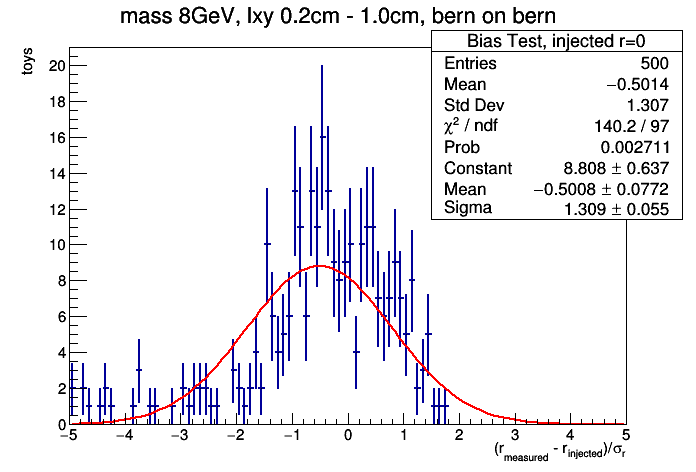 mass 8GeV, lxy 0.2cm - 1.0cm, bern on bern
Bias Test, injected r=0
Entries 500
Mean −0.5014
Std Dev 1.307
χ² / ndf 140.2 / 97
Prob 0.002711
Constant 8.808 ± 0.637
Mean −0.5008 ± 0.0772
Sigma 1.309 ± 0.055
toys
20
18
16
14
12
10
8
6
4
2
0
−5 −4 −3 −2 −1 0 1 2 3 4 5
(r_measured - r_injected)/σ_r